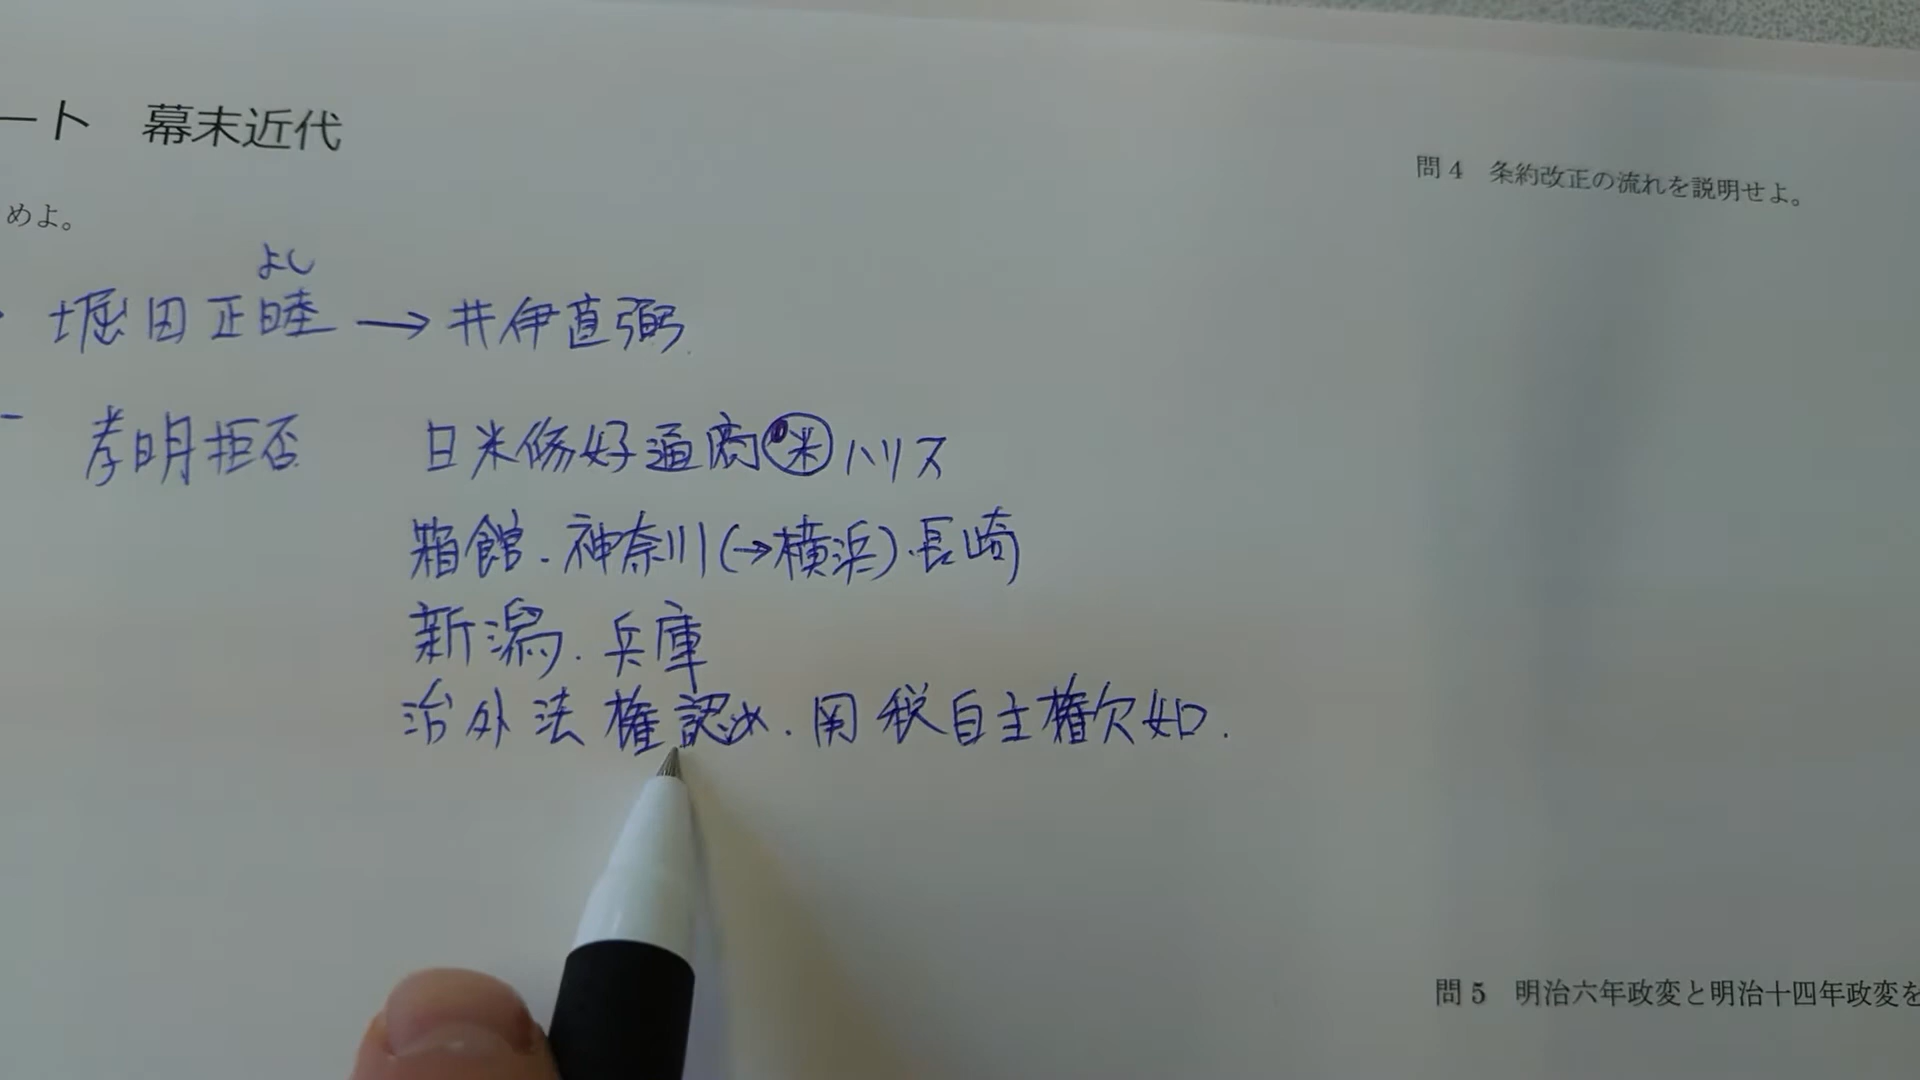 ート 幕末近代
めよ。
よし
堀田正睦→井伊直弼
孝明拒否
日米修好通商米ハリス
箱館・神奈川(→横浜)・長崎
新潟・兵庫
治外法権認め・関税自主権欠如.
問4 条約改正の流れを説明せよ。
問5 明治六年政変と明治十四年政変を